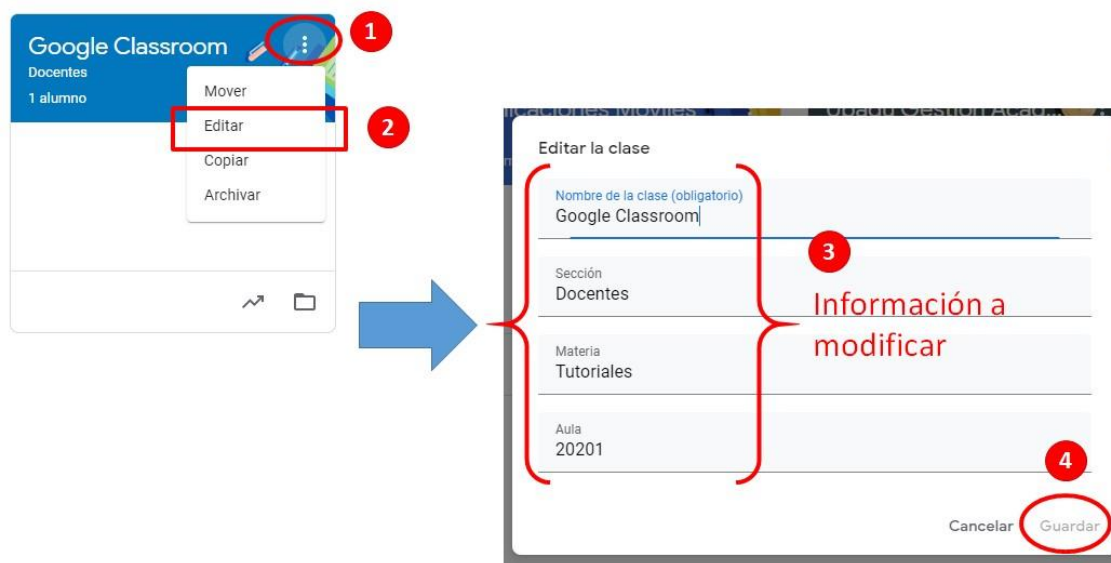 Google Classroom
1
Docentes
1 alumno
Mover
Editar
2
Copiar
Archivar
Editar la clase
Nombre de la clase (obligatorio)
Google Classroom
3
Sección
Docentes
Información a
modificar
Materia
Tutoriales
Aula
20201
4
Cancelar
Guardar